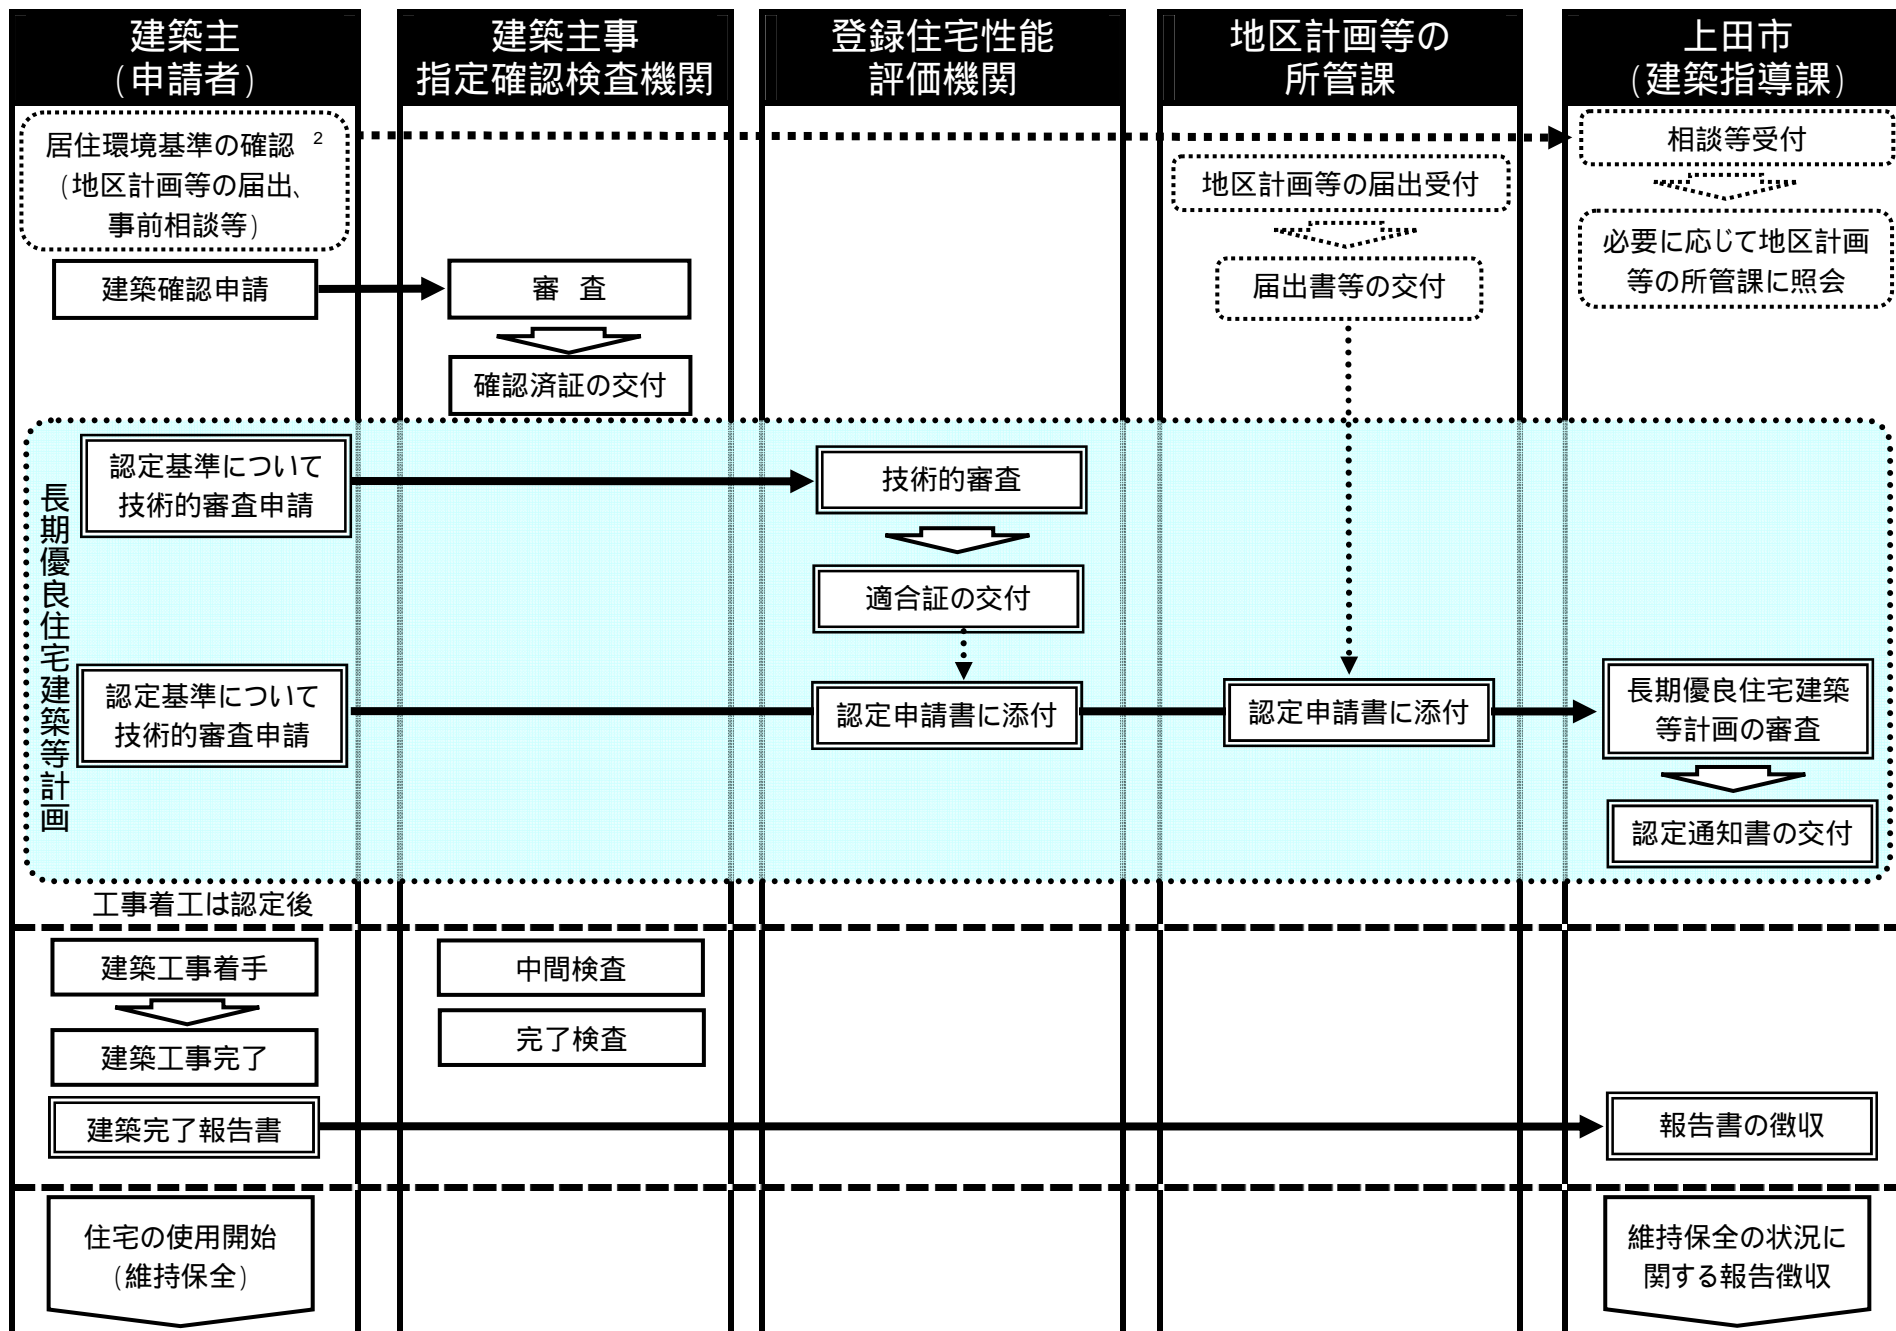 建築主
(申請者)
建築主事
指定確認検査機関
登録住宅性能
評価機関
地区計画等の
所管課
上田市
(建築指導課)
居住環境基準の確認 2
(地区計画等の届出、
事前相談等)
相談等受付
地区計画等の届出受付
必要に応じて地区計画
等の所管課に照会
建築確認申請
審 査
届出書等の交付
確認済証の交付
長期優良住宅建築等計画
認定基準について
技術的審査申請
技術的審査
適合証の交付
認定基準について
技術的審査申請
認定申請書に添付
認定申請書に添付
長期優良住宅建築
等計画の審査
認定通知書の交付
工事着工は認定後
建築工事着手
中間検査
建築工事完了
完了検査
建築完了報告書
報告書の徴収
住宅の使用開始
(維持保全)
維持保全の状況に
関する報告徴収